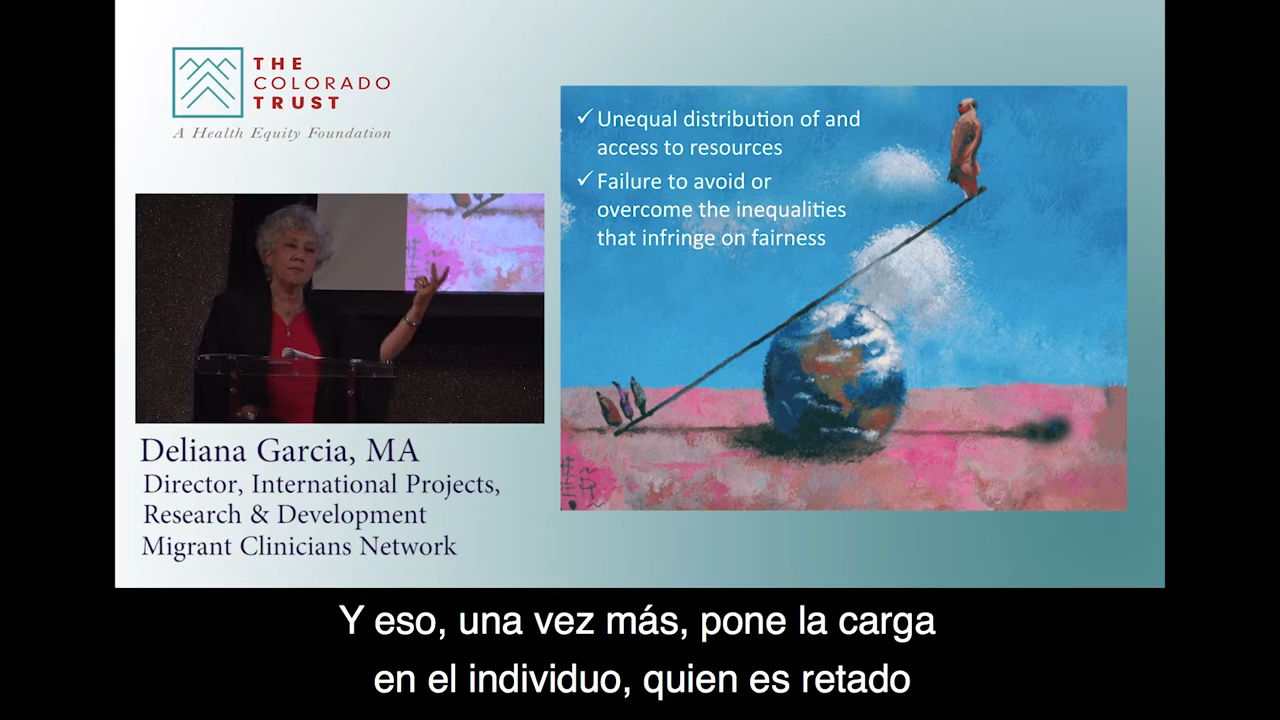 THE
COLORADO
TRUST
A Health Equity Foundation
✓ Unequal distribution of and
access to resources
✓ Failure to avoid or
overcome the inequalities
that infringe on fairness
Deliana Garcia, MA
Director, International Projects,
Research & Development
Migrant Clinicians Network
Y eso, una vez más, pone la carga
en el individuo, quien es retado